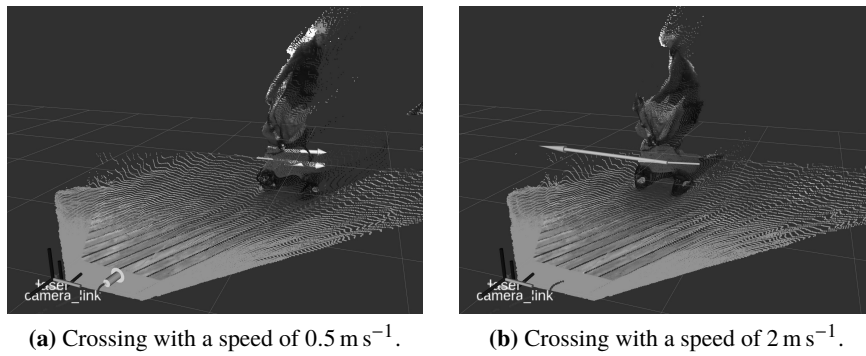 laser
camera_link
laser
camera_link
(a) Crossing with a speed of 0.5 m s⁻¹.
(b) Crossing with a speed of 2 m s⁻¹.